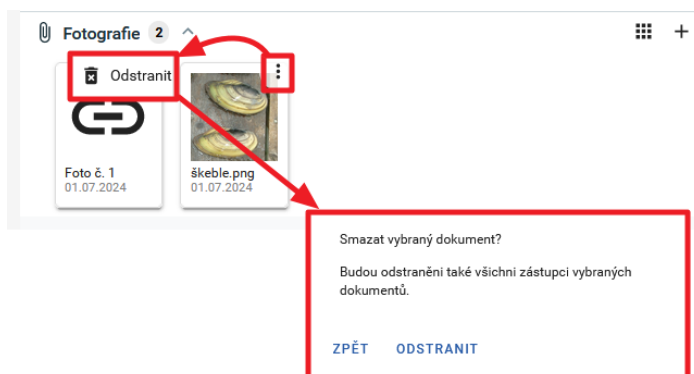 Fotografie 2
Odstranit
Foto č. 1
01.07.2024
škeble.png
01.07.2024
Smazat vybraný dokument?
Budou odstraněni také všichni zástupci vybraných
dokumentů.
ZPĚT ODSTRANIT